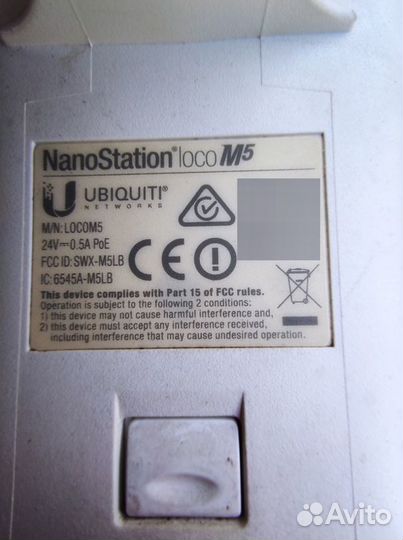 NanoStation® loco M5
UBIQUITI®
NETWORKS
M/N: LOCOM5
24V⎓0.5A PoE
FCC ID: SWX-M5LB
IC: 6545A-M5LB
CE
This device complies with Part 15 of FCC rules.
Operation is subject to the following 2 conditions:
1) this device may not cause harmful interference and,
2) this device must accept any interference received,
including interference that may cause undesired operation.
Avito